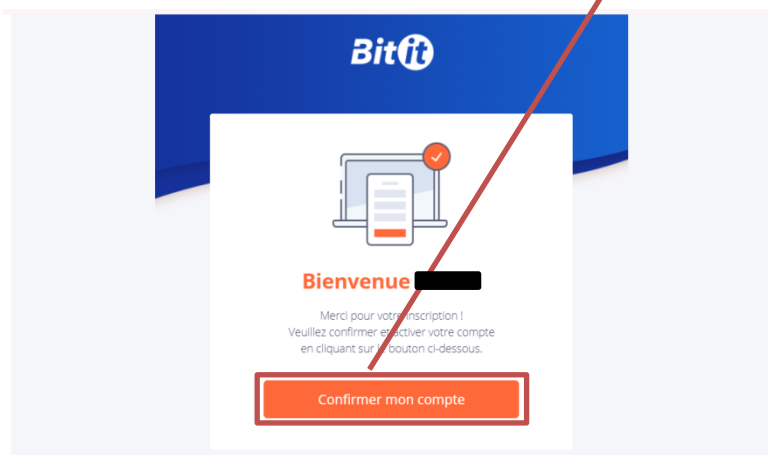 Bitit
Bienvenue
Merci pour votre inscription !
Veuillez confirmer et activer votre compte
en cliquant sur le bouton ci-dessous.
Confirmer mon compte